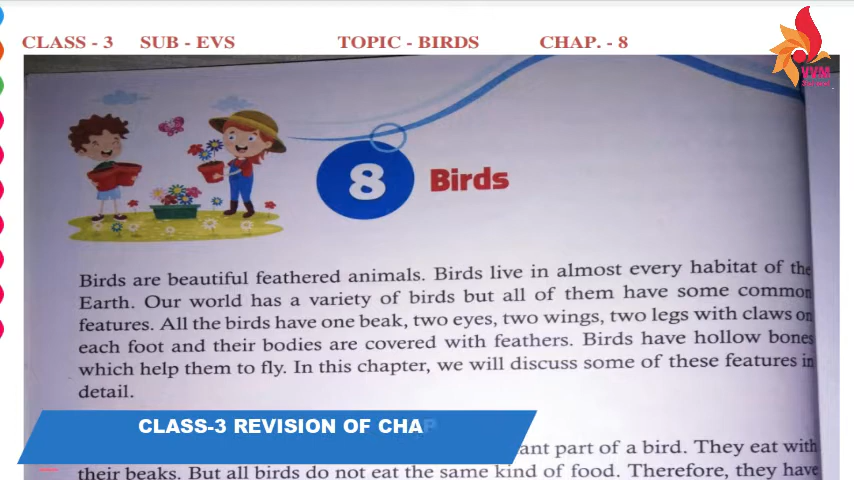 CLASS - 3 SUB - EVS TOPIC - BIRDS CHAP. - 8
VVM
8 Birds
Birds are beautiful feathered animals. Birds live in almost every habitat of the
Earth. Our world has a variety of birds but all of them have some common
features. All the birds have one beak, two eyes, two wings, two legs with claws on
each foot and their bodies are covered with feathers. Birds have hollow bones
which help them to fly. In this chapter, we will discuss some of these features in
detail.
CLASS-3 REVISION OF CHAP
ant part of a bird. They eat with
their beaks. But all birds do not eat the same kind of food. Therefore, they have